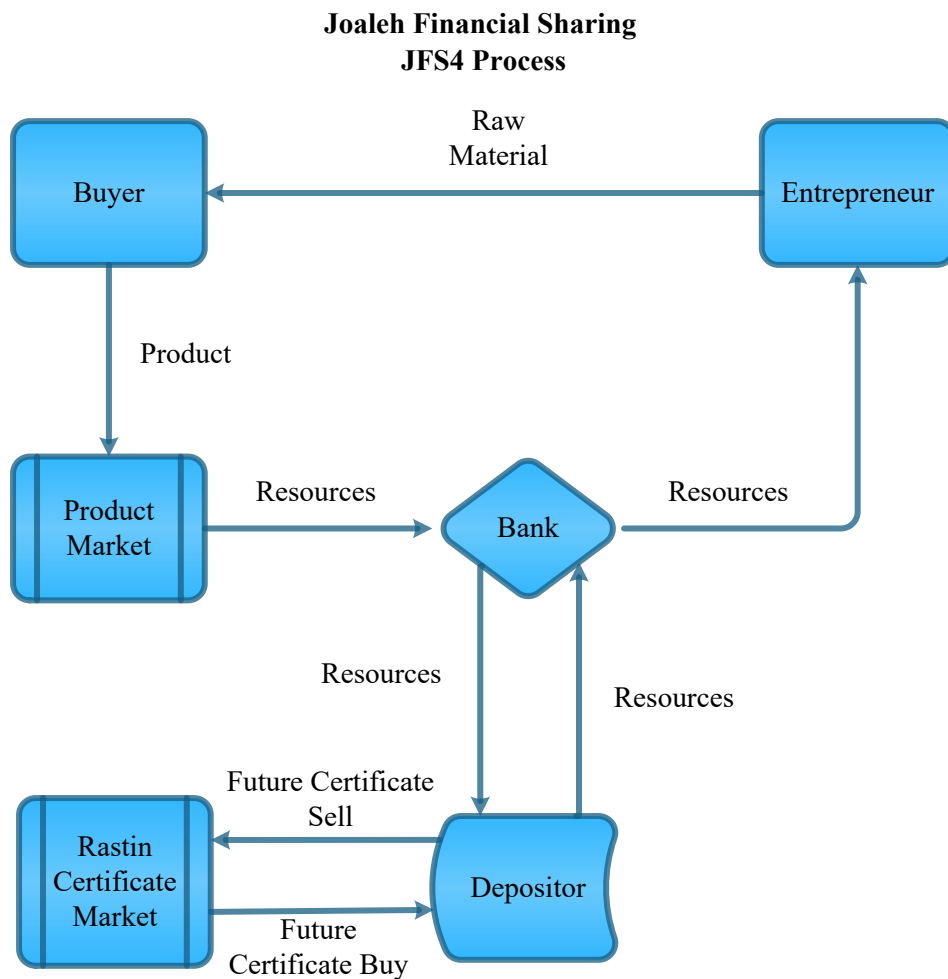 Joaleh Financial Sharing
JFS4 Process
Raw
Material
Buyer
Entrepreneur
Product
Product
Market
Resources
Bank
Resources
Resources
Resources
Future Certificate
Sell
Rastin
Certificate
Market
Depositor
Future
Certificate Buy